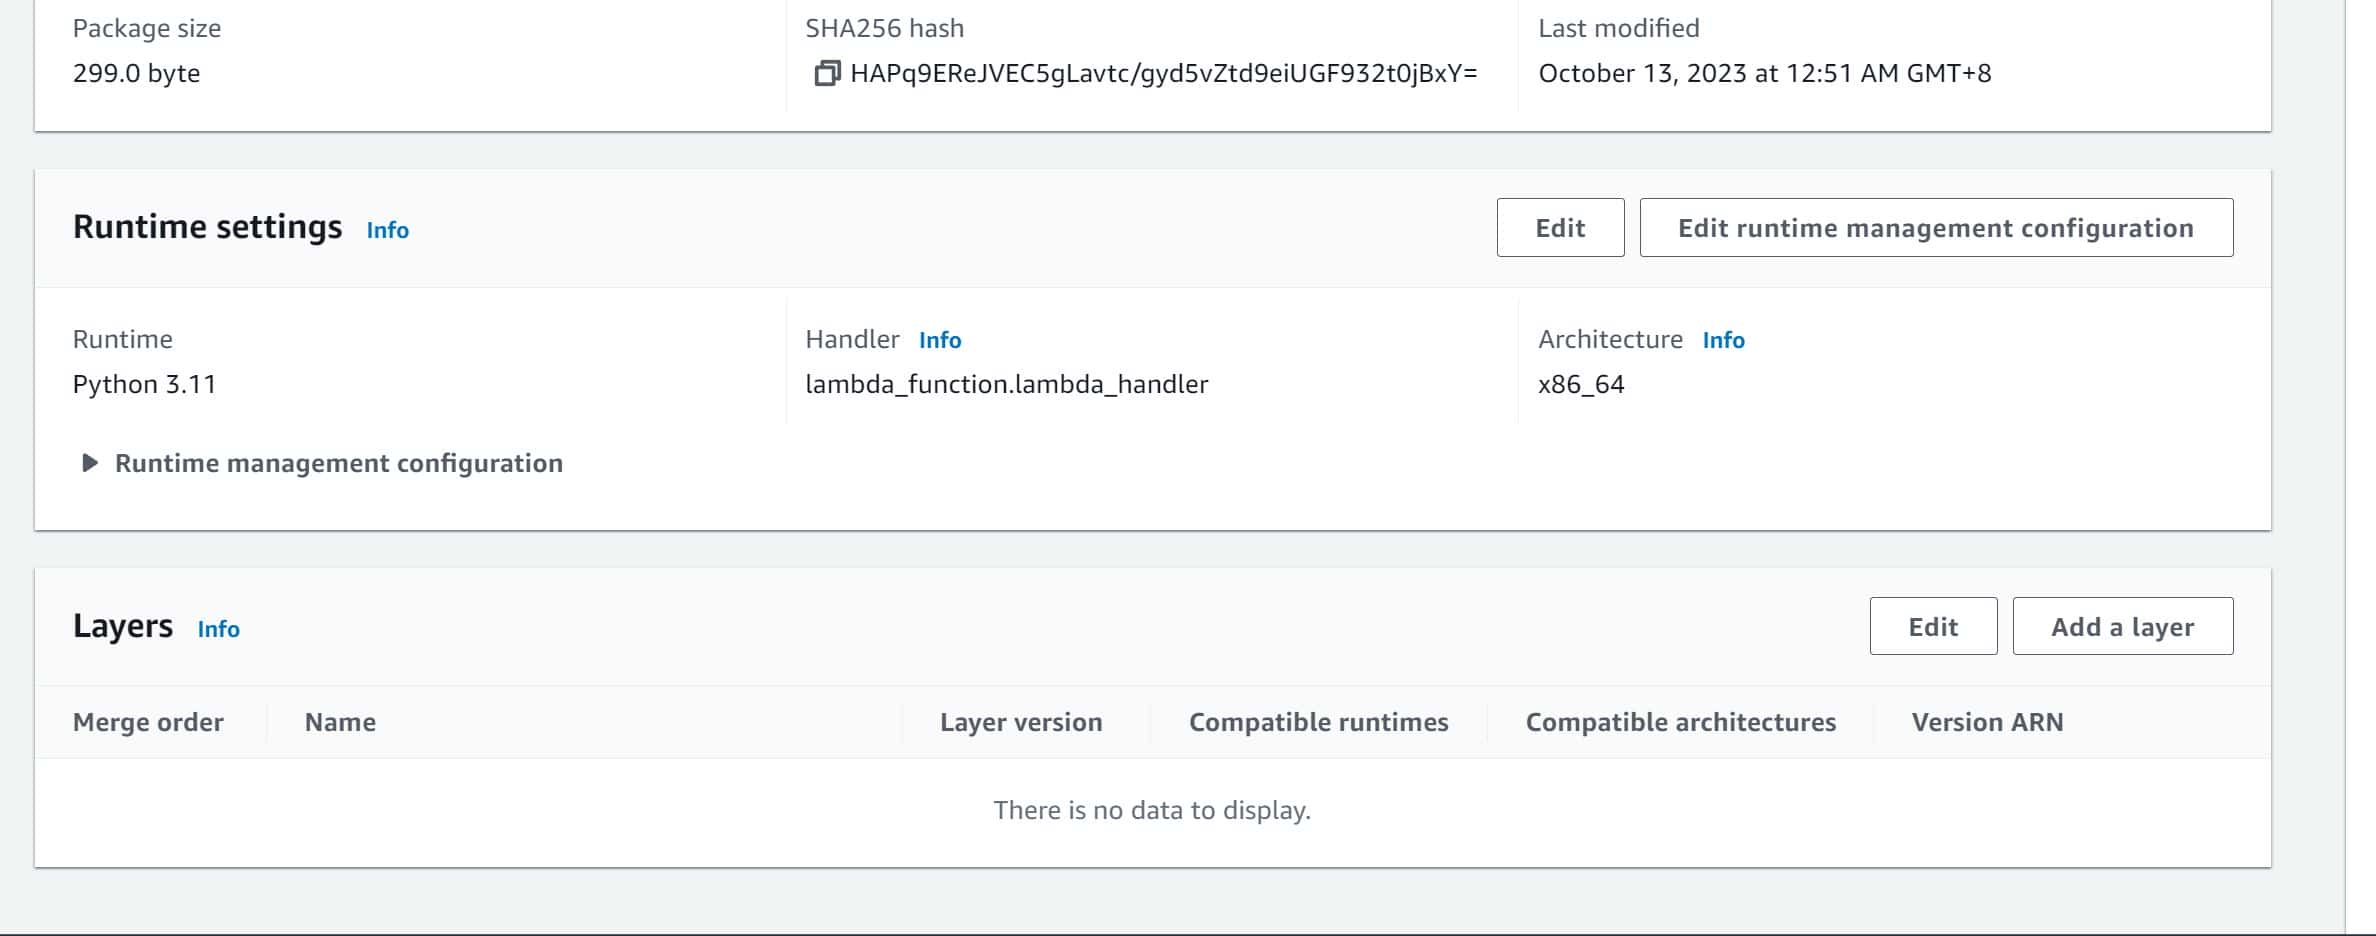 Package size
SHA256 hash
Last modified
299.0 byte
HAPq9EReJVEC5gLavtc/gyd5vZtd9eiUGF932t0jBxY=
October 13, 2023 at 12:51 AM GMT+8
Runtime settings Info
Edit
Edit runtime management configuration
Runtime
Handler Info
Architecture Info
Python 3.11
lambda_function.lambda_handler
x86_64
Runtime management configuration
Layers Info
Edit
Add a layer
Merge order
Name
Layer version
Compatible runtimes
Compatible architectures
Version ARN
There is no data to display.